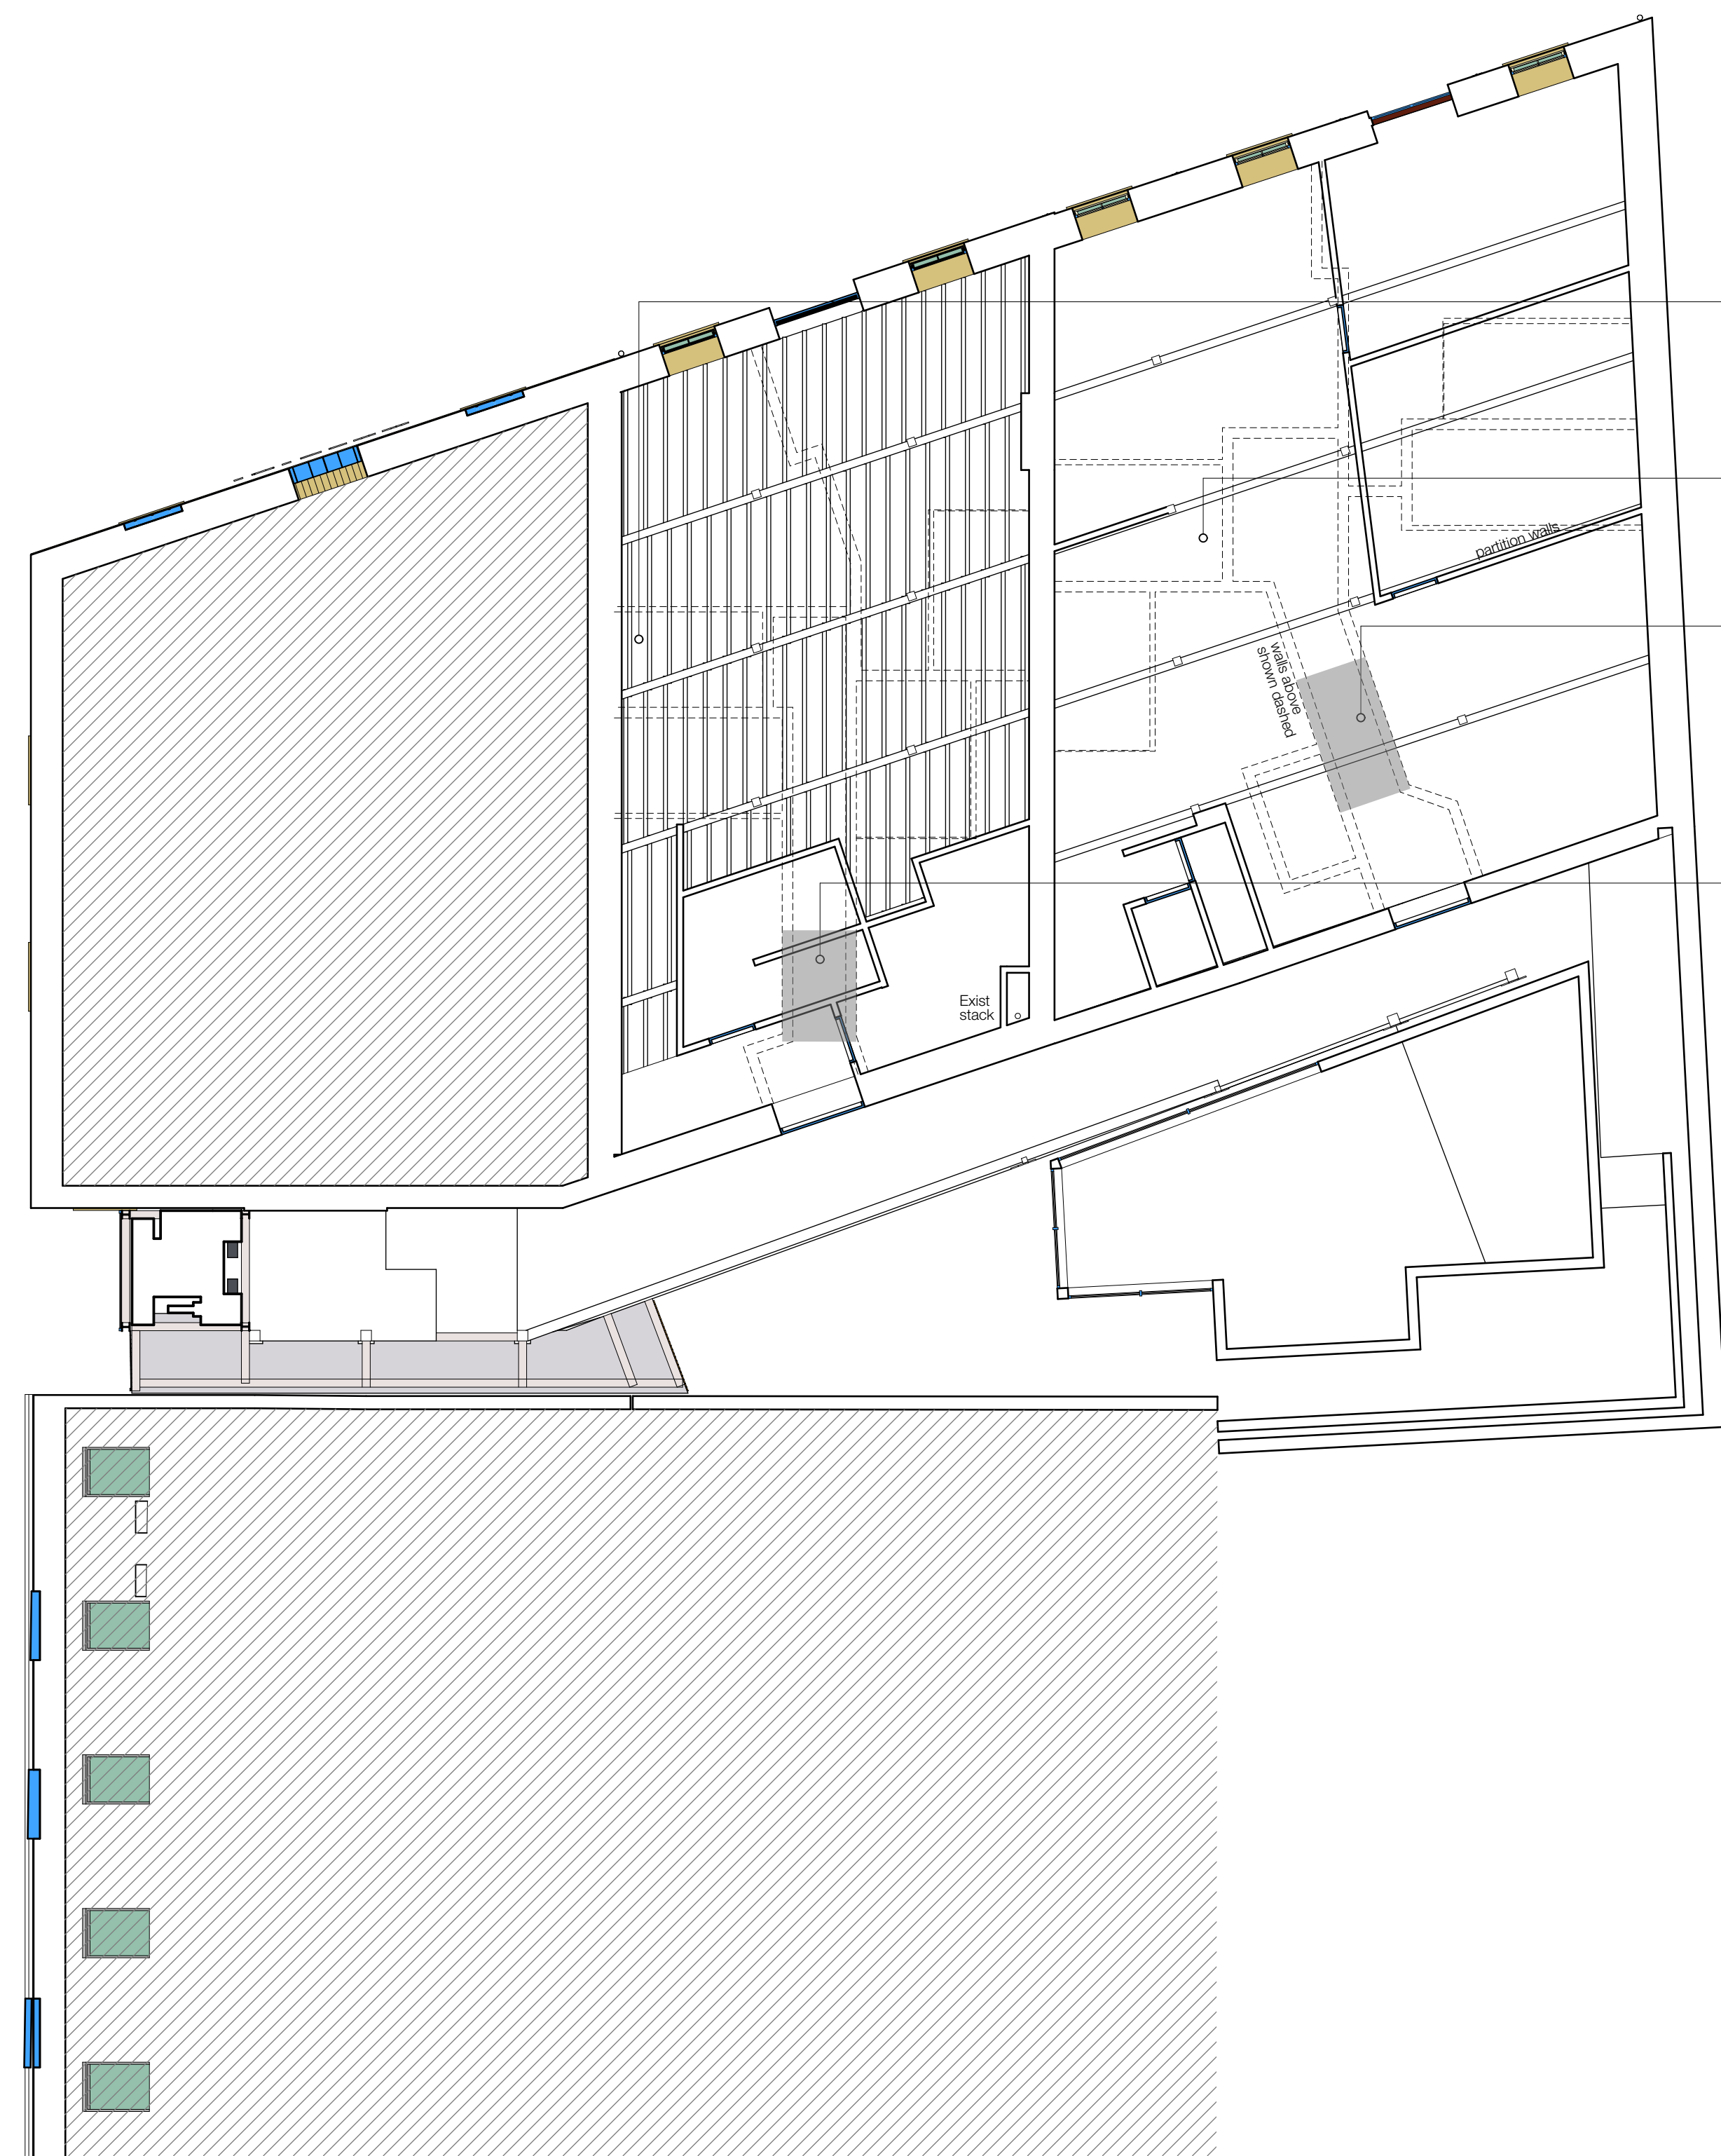 partition walls
walls above
shown dashed
Exist
stack